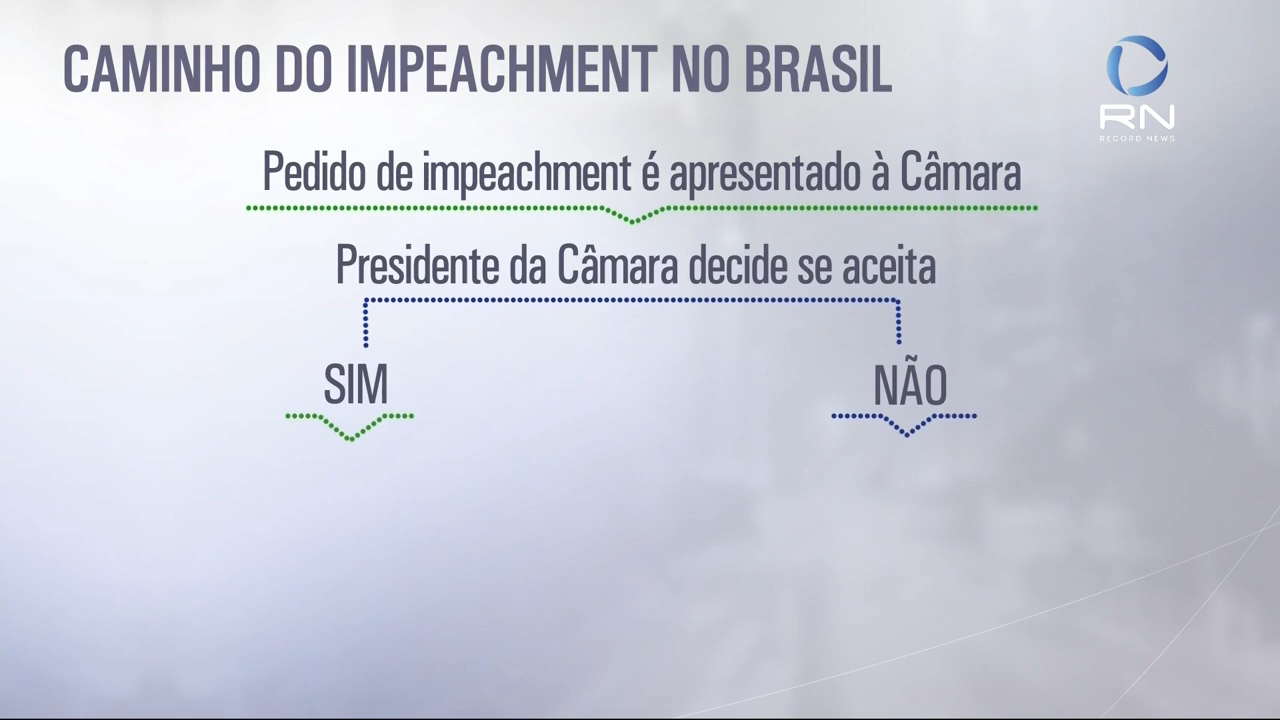 CAMINHO DO IMPEACHMENT NO BRASIL
RN
RECORD NEWS
Pedido de impeachment é apresentado à Câmara
Presidente da Câmara decide se aceita
SIM
NÃO